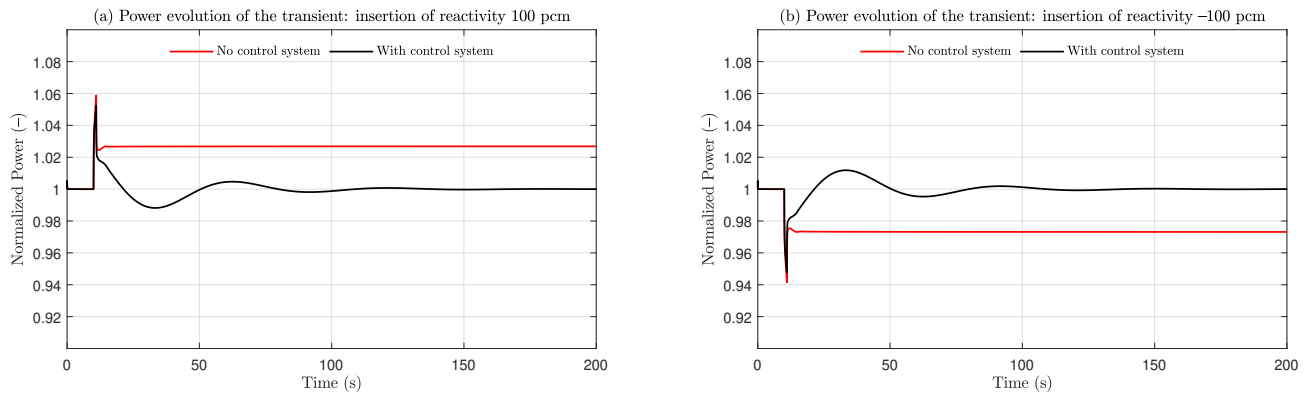 (a) Power evolution of the transient: insertion of reactivity 100 pcm
No control system With control system
1.08
1.06
1.04
1.02
1
0.98
0.96
0.94
0.92
Normalized Power (–)
0 50 100 150 200
Time (s)
(b) Power evolution of the transient: insertion of reactivity –100 pcm
No control system With control system
1.08
1.06
1.04
1.02
1
0.98
0.96
0.94
0.92
Normalized Power (–)
0 50 100 150 200
Time (s)